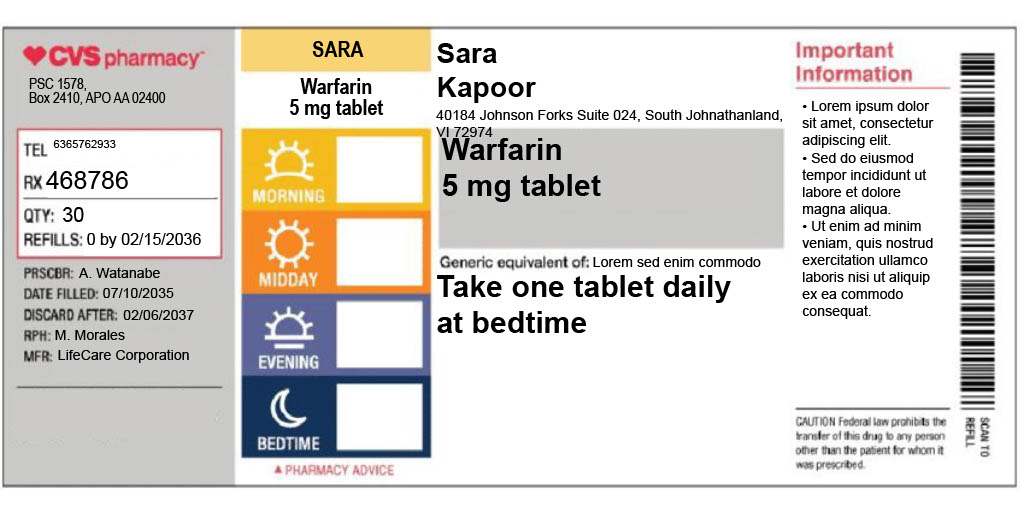 CVS pharmacy
PSC 1578,
Box 2410, APO AA 02400
TEL 6365762933
RX 468786
QTY: 30
REFILLS: 0 by 02/15/2036
PRSCBR: A. Watanabe
DATE FILLED: 07/10/2035
DISCARD AFTER: 02/06/2037
RPH: M. Morales
MFR: LifeCare Corporation
SARA
Warfarin
5 mg tablet
MORNING
MIDDAY
EVENING
BEDTIME
▲ PHARMACY ADVICE
Sara
Kapoor
40184 Johnson Forks Suite 024, South Johnathanland,
VI 72974
Warfarin
5 mg tablet
Generic equivalent of: Lorem sed enim commodo
Take one tablet daily
at bedtime
Important
Information
• Lorem ipsum dolor
sit amet, consectetur
adipiscing elit.
• Sed do eiusmod
tempor incididunt ut
labore et dolore
magna aliqua.
• Ut enim ad minim
veniam, quis nostrud
exercitation ullamco
laboris nisi ut aliquip
ex ea commodo
consequat.
CAUTION Federal law prohibits the
transfer of this drug to any person
other than the patient for whom it
was prescribed.
SCAN TO
REFILL